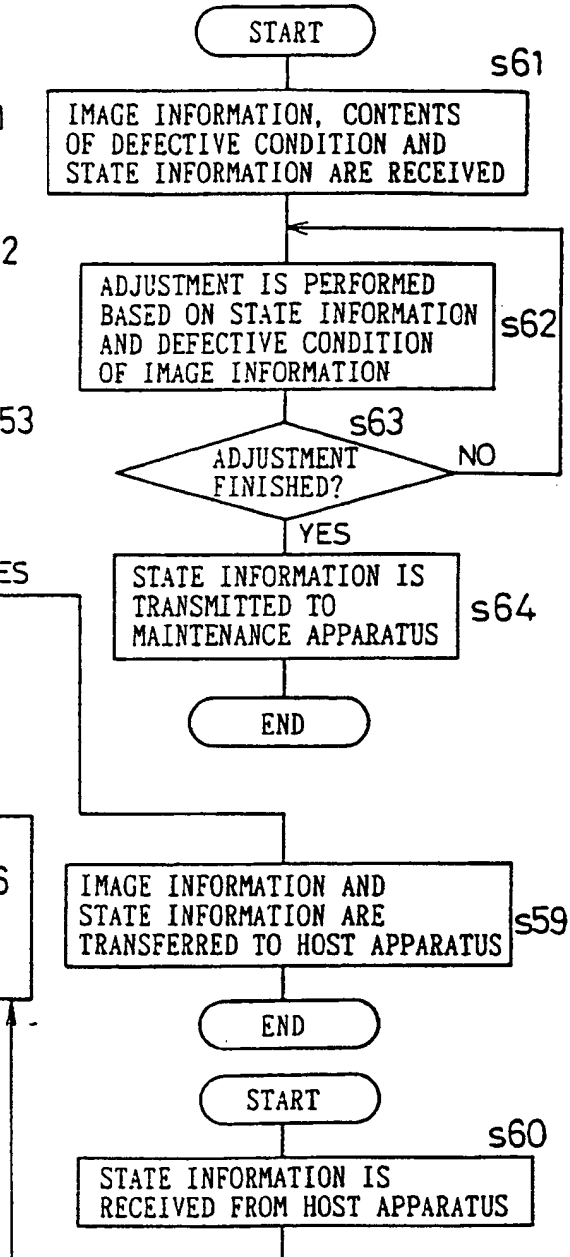 START
s61
IMAGE INFORMATION, CONTENTS
OF DEFECTIVE CONDITION AND
STATE INFORMATION ARE RECEIVED
2
ADJUSTMENT IS PERFORMED
BASED ON STATE INFORMATION
AND DEFECTIVE CONDITION
OF IMAGE INFORMATION
s62
53
s63
ADJUSTMENT
FINISHED?
NO
YES
ES
STATE INFORMATION IS
TRANSMITTED TO
MAINTENANCE APPARATUS
s64
END
6
IMAGE INFORMATION AND
STATE INFORMATION ARE
TRANSFERRED TO HOST APPARATUS
s59
END
START
s60
STATE INFORMATION IS
RECEIVED FROM HOST APPARATUS